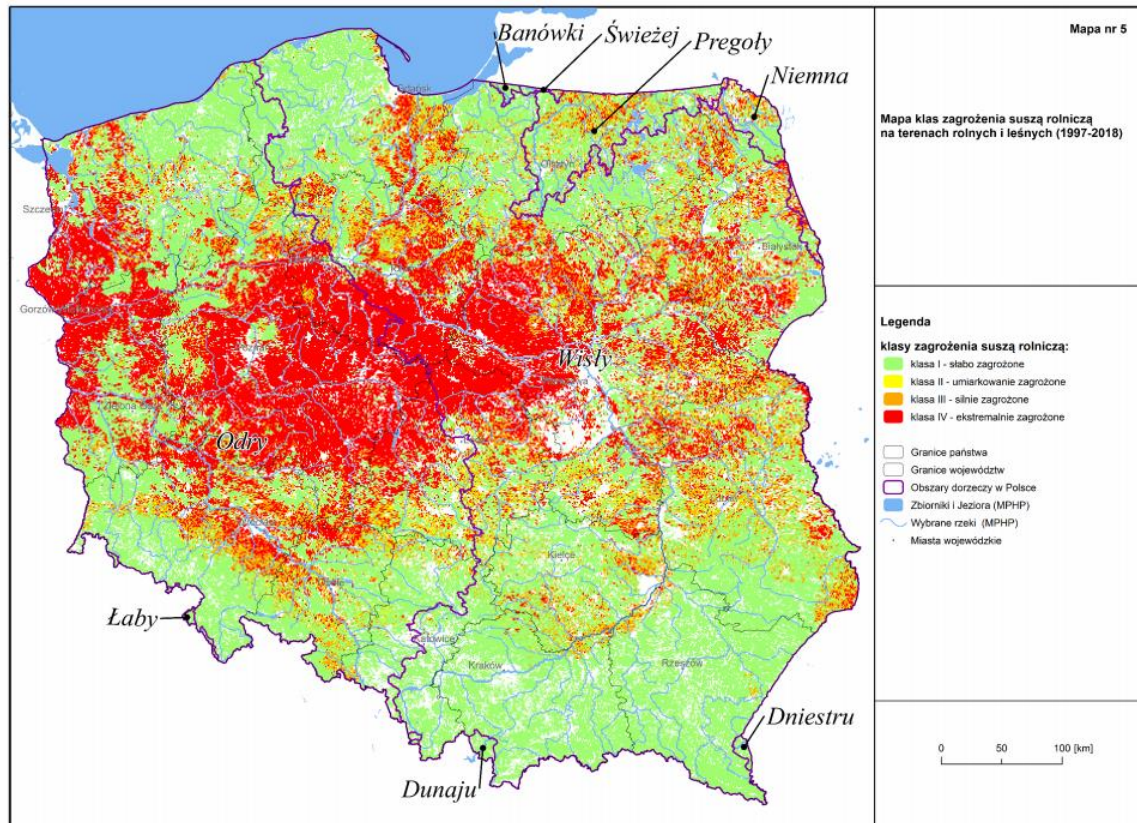 Banówki
Świeżej
Pregoły
Niemna
Olsztyn
Białystok
Wisły
Odry
Kielce
Katowice
Kraków
Rzeszów
Łaby
Dunaju
Dniestru
Mapa nr 5
Mapa klas zagrożenia suszą rolniczą
na terenach rolnych i leśnych (1997-2018)
Legenda
klasy zagrożenia suszą rolniczą:
klasa I - słabo zagrożone
klasa II - umiarkowanie zagrożone
klasa III - silnie zagrożone
klasa IV - ekstremalnie zagrożone
Granice państwa
Granice województw
Obszary dorzeczy w Polsce
Zbiorniki i Jeziora (MPHP)
Wybrane rzeki (MPHP)
Miasta wojewódzkie
0 50 100 [km]